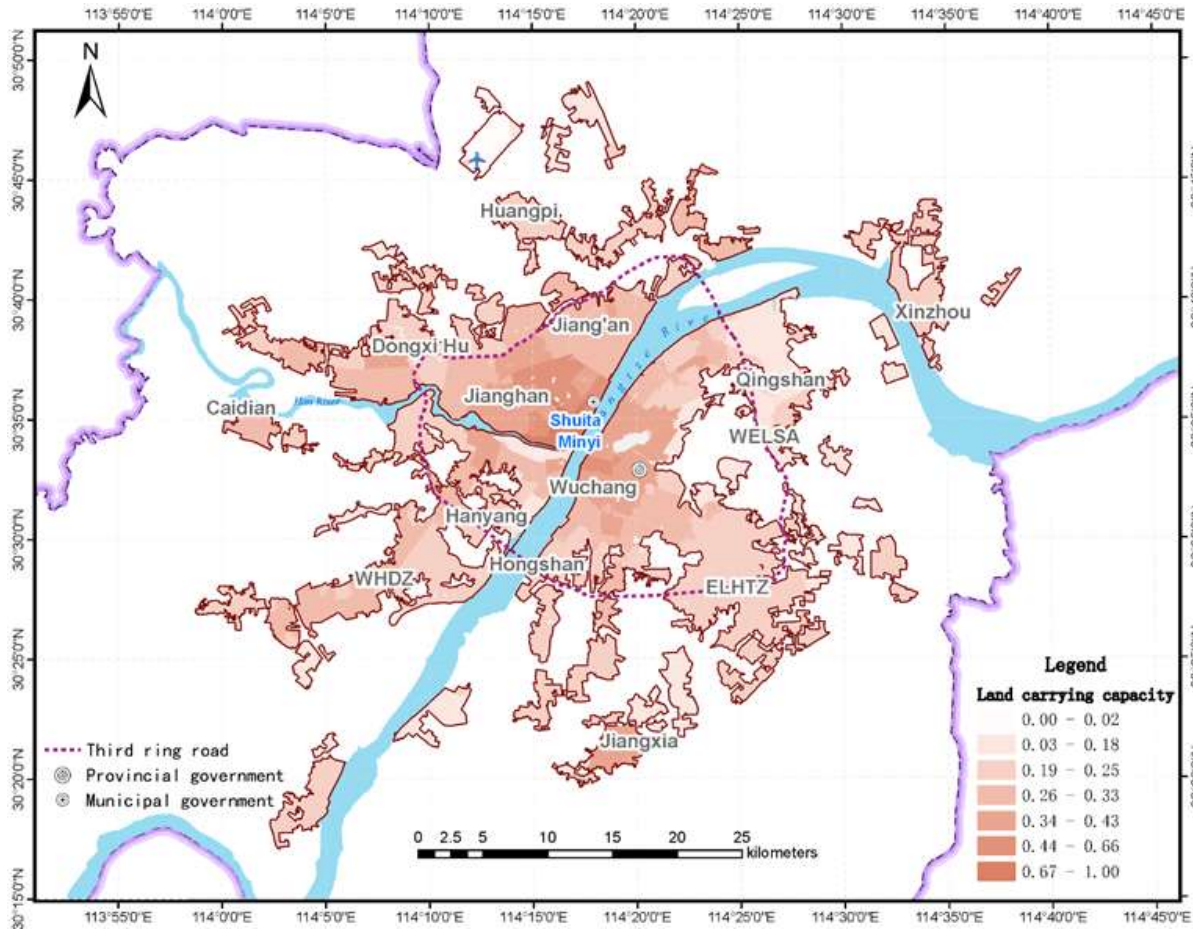 113°55'0"E 114°0'0"E 114°5'0"E 114°10'0"E 114°15'0"E 114°20'0"E 114°25'0"E 114°30'0"E 114°35'0"E 114°40'0"E 114°45'0"E
30°50'0"N
30°45'0"N
30°40'0"N
30°35'0"N
30°30'0"N
30°25'0"N
30°20'0"N
30°15'0"N
N
Huangpi
Xinzhou
Jiang'an
Dongxi Hu
Qingshan
Jianghan
Caidian
Han River
Shuita
Minyi
WELSA
Wuchang
Hanyang
Hongshan
WHDZ
ELHTZ
Jiangxia
Third ring road
Provincial government
Municipal government
0 2.5 5 10 15 20 25
kilometers
Legend
Land carrying capacity
0.00 - 0.02
0.03 - 0.18
0.19 - 0.25
0.26 - 0.33
0.34 - 0.43
0.44 - 0.66
0.67 - 1.00
113°55'0"E 114°0'0"E 114°5'0"E 114°10'0"E 114°15'0"E 114°20'0"E 114°25'0"E 114°30'0"E 114°35'0"E 114°40'0"E 114°45'0"E